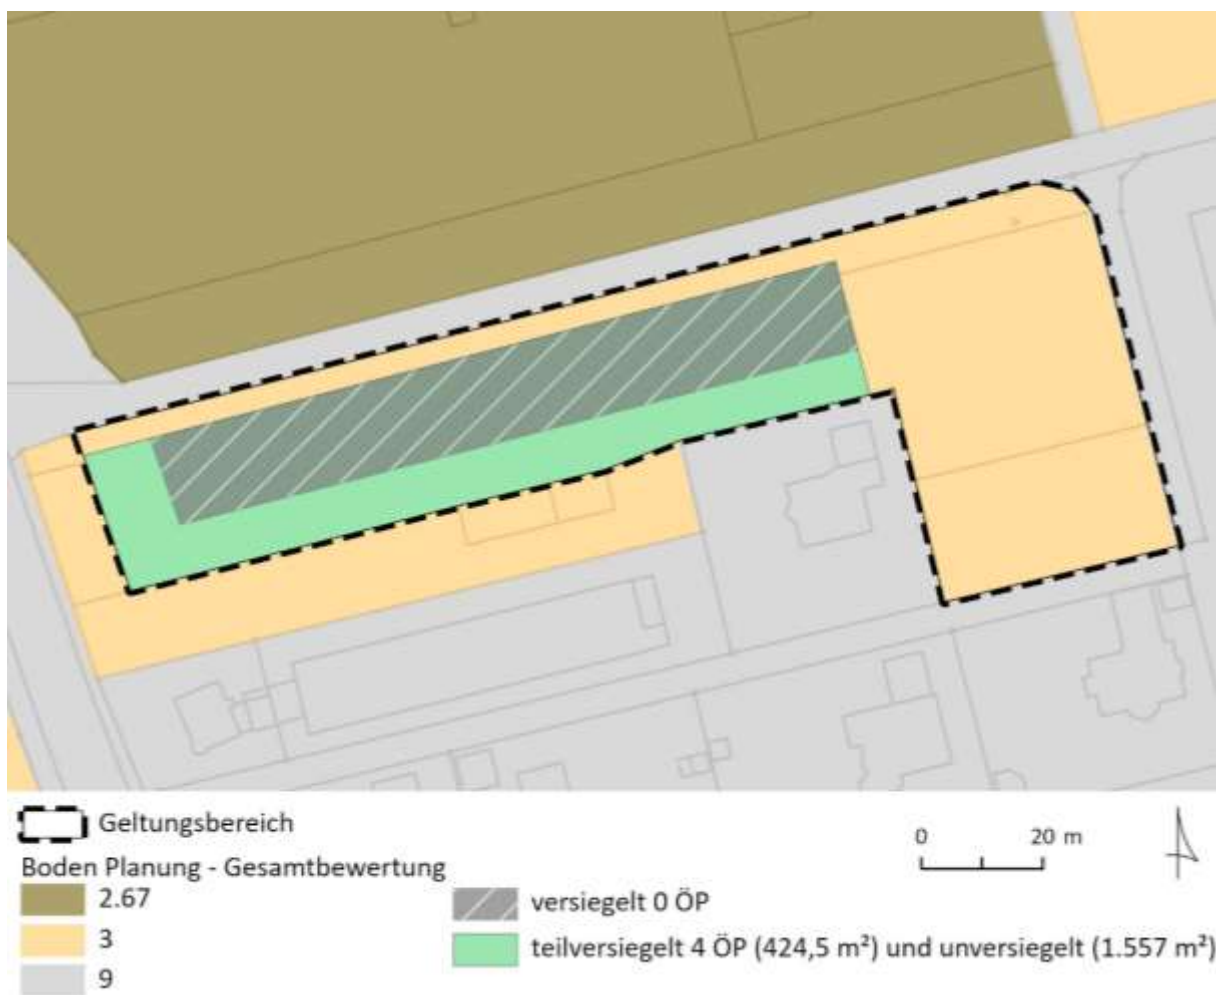 Geltungsbereich
0 20 m
Boden Planung - Gesamtbewertung
2.67
versiegelt 0 ÖP
3
teilversiegelt 4 ÖP (424,5 m²) und unversiegelt (1.557 m²)
9